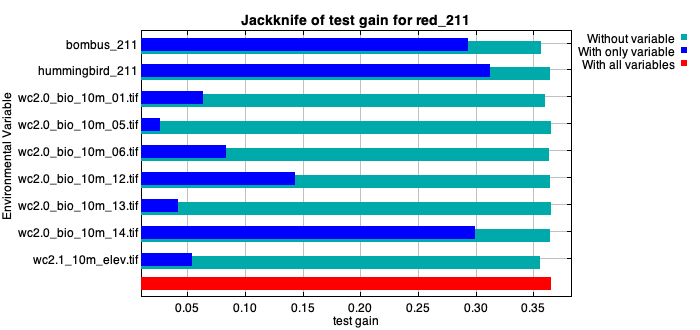 Jackknife of test gain for red_211
Without variable
With only variable
With all variables
Environmental Variable
bombus_211
hummingbird_211
wc2.0_bio_10m_01.tif
wc2.0_bio_10m_05.tif
wc2.0_bio_10m_06.tif
wc2.0_bio_10m_12.tif
wc2.0_bio_10m_13.tif
wc2.0_bio_10m_14.tif
wc2.1_10m_elev.tif
0.05 0.10 0.15 0.20 0.25 0.30 0.35
test gain